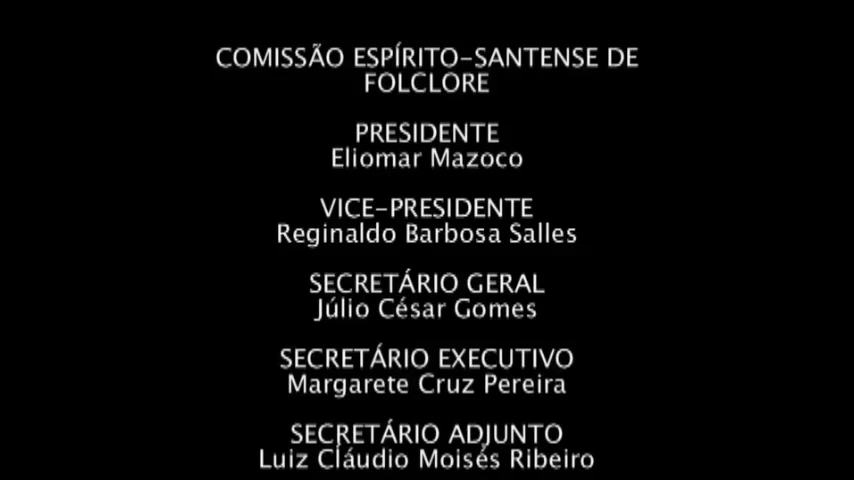 COMISSÃO ESPÍRITO-SANTENSE DE
FOLCLORE
PRESIDENTE
Eliomar Mazoco
VICE-PRESIDENTE
Reginaldo Barbosa Salles
SECRETÁRIO GERAL
Júlio César Gomes
SECRETÁRIO EXECUTIVO
Margarete Cruz Pereira
SECRETÁRIO ADJUNTO
Luiz Cláudio Moisés Ribeiro